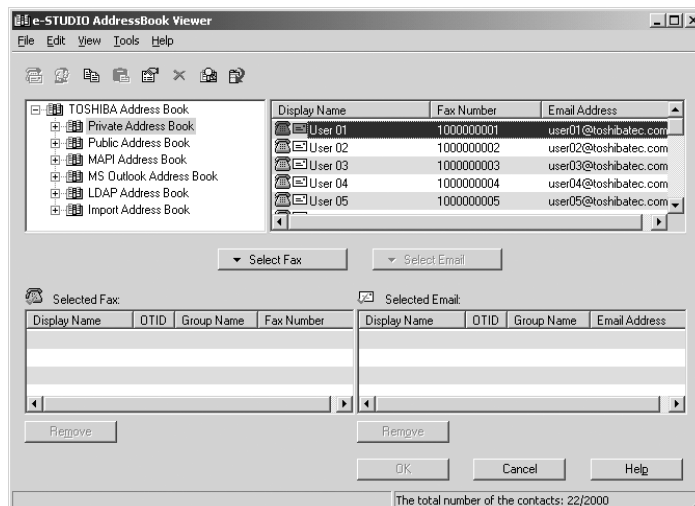 e-STUDIO AddressBook Viewer
File Edit View Tools Help
TOSHIBA Address Book
Private Address Book
Public Address Book
MAPI Address Book
MS Outlook Address Book
LDAP Address Book
Import Address Book
Display Name Fax Number Email Address
User 01 1000000001 user01@toshibatec.com
User 02 1000000002 user02@toshibatec.com
User 03 1000000003 user03@toshibatec.com
User 04 1000000004 user04@toshibatec.com
User 05 1000000005 user05@toshibatec.com
Select Fax Select Email
Selected Fax: Selected Email:
Display Name OTID Group Name Fax Number Display Name OTID Group Name Email Address
Remove Remove
OK Cancel Help
The total number of the contacts: 22/2000